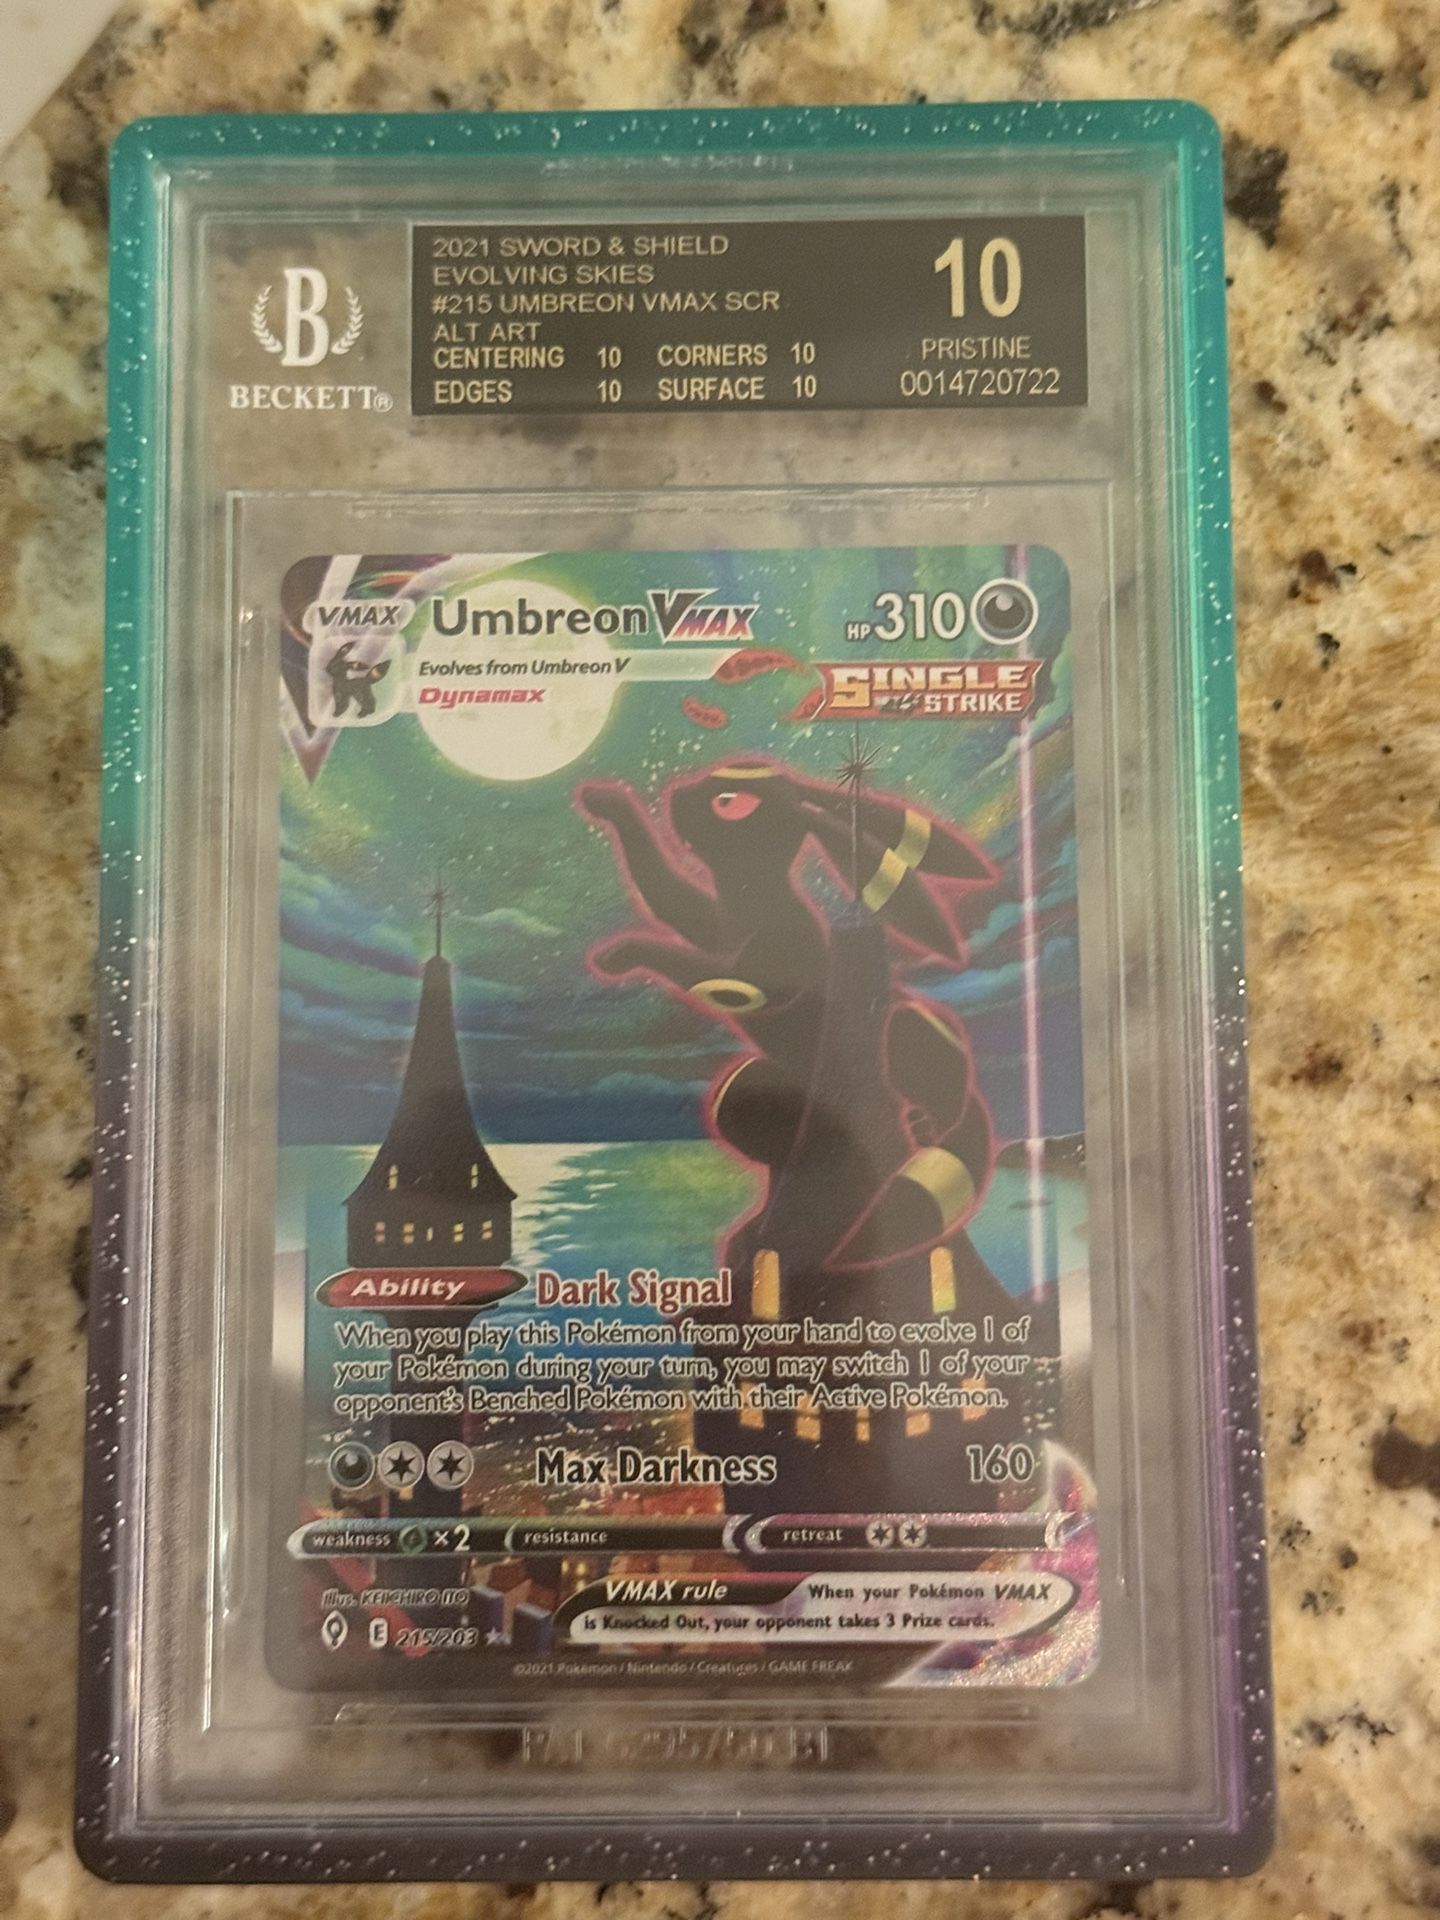 B
BECKETT®
2021 SWORD & SHIELD
EVOLVING SKIES
#215 UMBREON VMAX SCR
ALT ART
CENTERING 10 CORNERS 10
EDGES 10 SURFACE 10
10
PRISTINE
0014720722
VMAX Umbreon VMAX HP 310
Evolves from Umbreon V
Dynamax
SINGLE
STRIKE
Ability Dark Signal
When you play this Pokémon from your hand to evolve 1 of
your Pokémon during your turn, you may switch 1 of your
opponent's Benched Pokémon with their Active Pokémon.
Max Darkness 160
weakness ×2 resistance retreat
Illus. KEIICHIRO ITO
VMAX rule When your Pokémon VMAX
is Knocked Out, your opponent takes 3 Prize cards.
E 215/203
©2021 Pokémon / Nintendo / Creatures / GAME FREAK